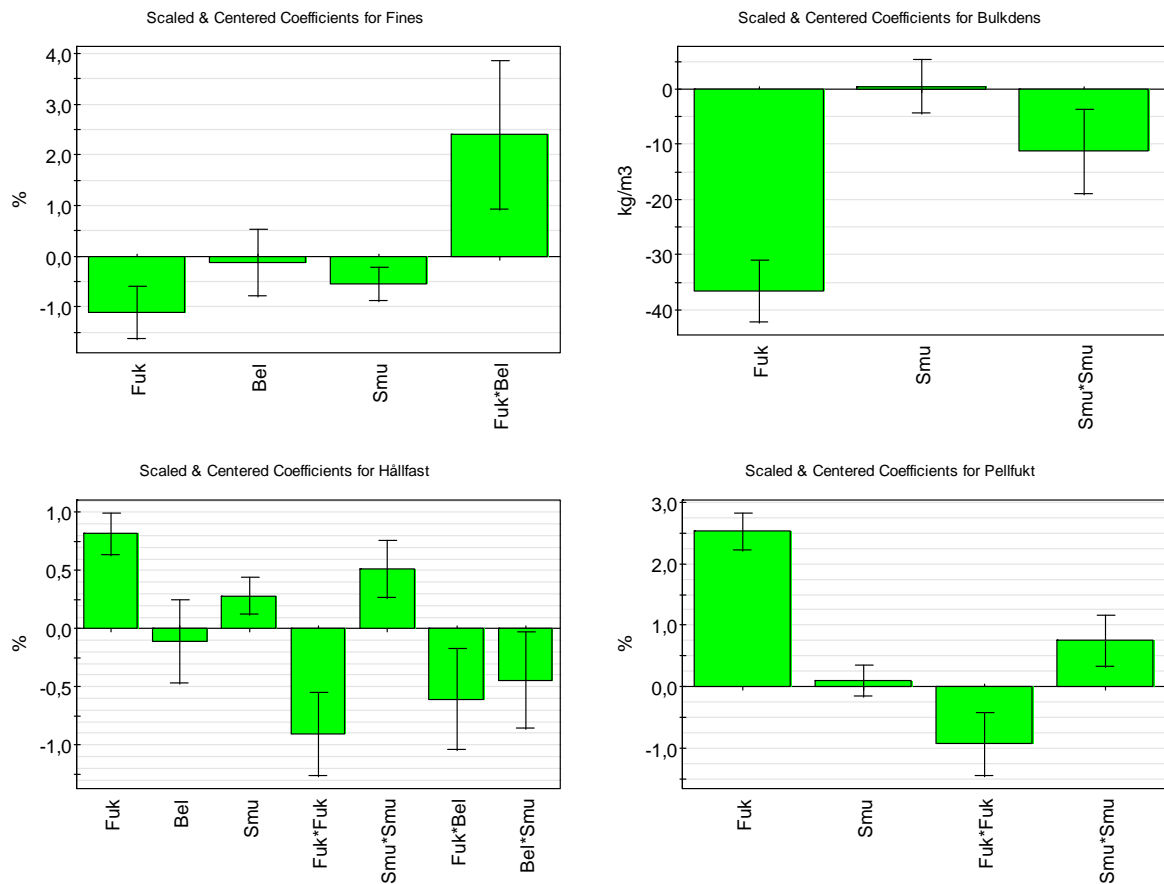 Scaled & Centered Coefficients for Fines
4,0
3,0
2,0
1,0
0,0
-1,0
%
Fuk
Bel
Smu
Fuk*Bel
Scaled & Centered Coefficients for Bulkdens
0
-10
-20
-30
-40
kg/m3
Fuk
Smu
Smu*Smu
Scaled & Centered Coefficients for Hållfast
1,0
0,5
0,0
-0,5
-1,0
%
Fuk
Bel
Smu
Fuk*Fuk
Smu*Smu
Fuk*Bel
Bel*Smu
Scaled & Centered Coefficients for Pellfukt
3,0
2,0
1,0
0,0
-1,0
%
Fuk
Smu
Fuk*Fuk
Smu*Smu